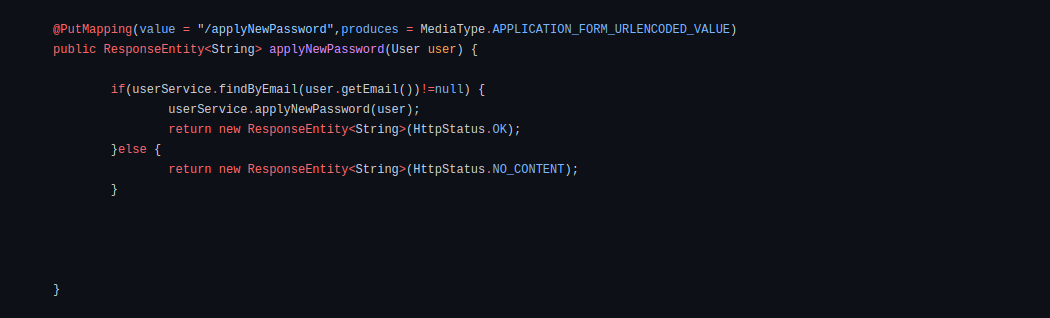 @PutMapping(value = "/applyNewPassword",produces = MediaType.APPLICATION_FORM_URLENCODED_VALUE)
public ResponseEntity<String> applyNewPassword(User user) {
if(userService.findByEmail(user.getEmail())!=null) {
userService.applyNewPassword(user);
return new ResponseEntity<String>(HttpStatus.OK);
}else {
return new ResponseEntity<String>(HttpStatus.NO_CONTENT);
}
}